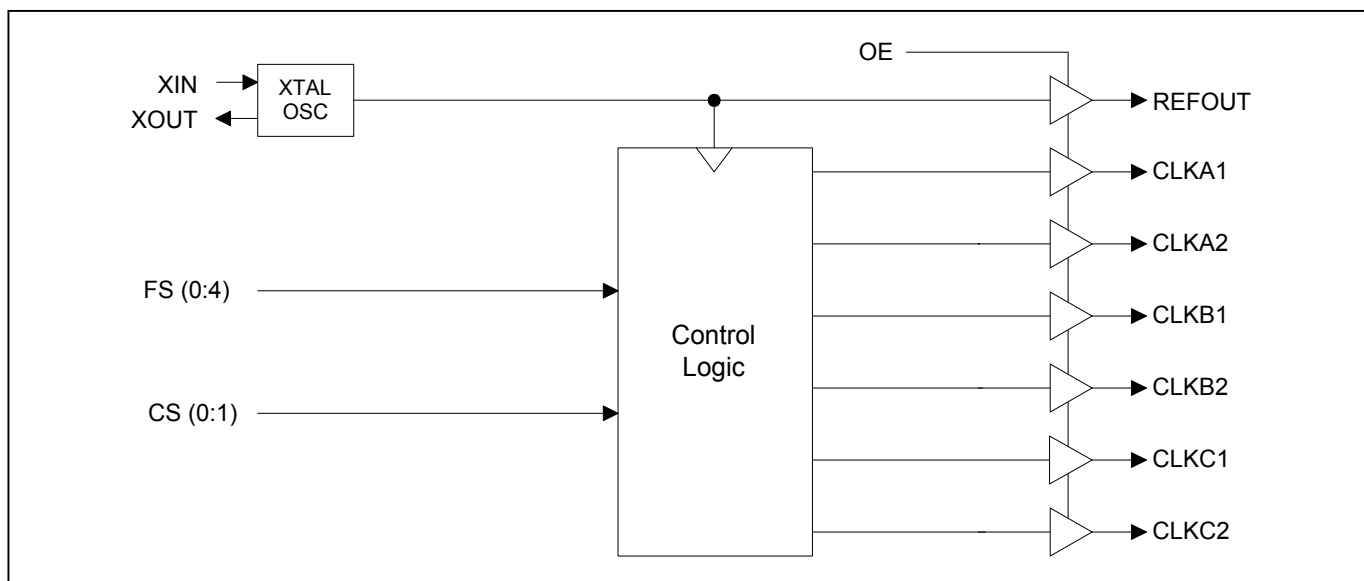 OE
XIN
XTAL
OSC
XOUT
REFOUT
CLKA1
CLKA2
FS (0:4)
CLKB1
Control
Logic
CLKB2
CS (0:1)
CLKC1
CLKC2